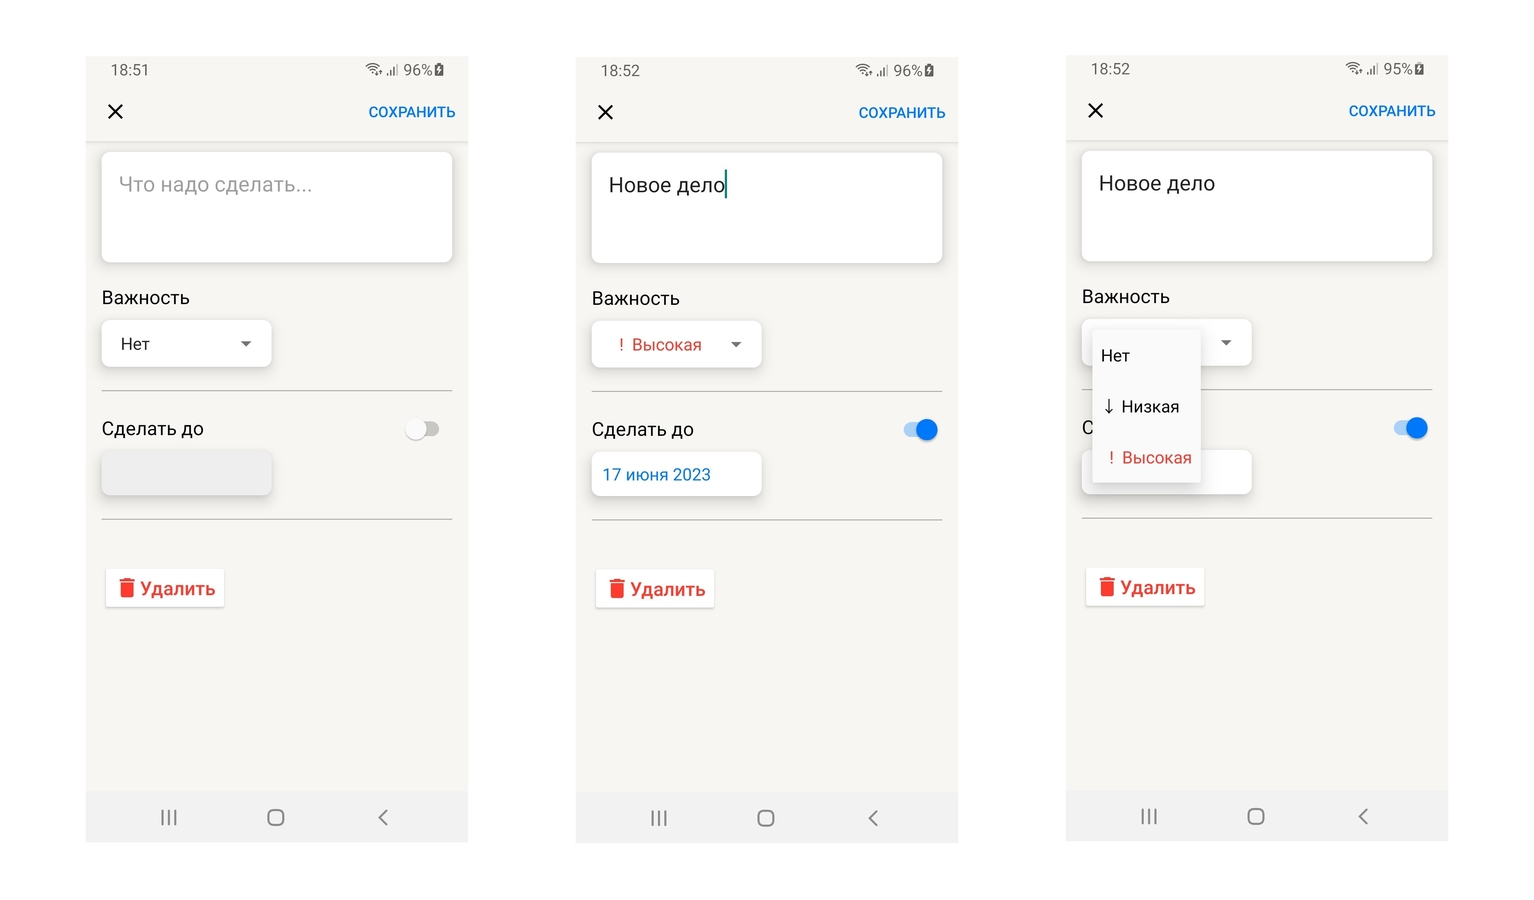 18:51 96%
СОХРАНИТЬ
Что надо сделать...
Важность
Нет
Сделать до
Удалить
18:52 96%
СОХРАНИТЬ
Новое дело
Важность
! Высокая
Сделать до
17 июня 2023
Удалить
18:52 95%
СОХРАНИТЬ
Новое дело
Важность
Нет
↓ Низкая
С
! Высокая
Удалить